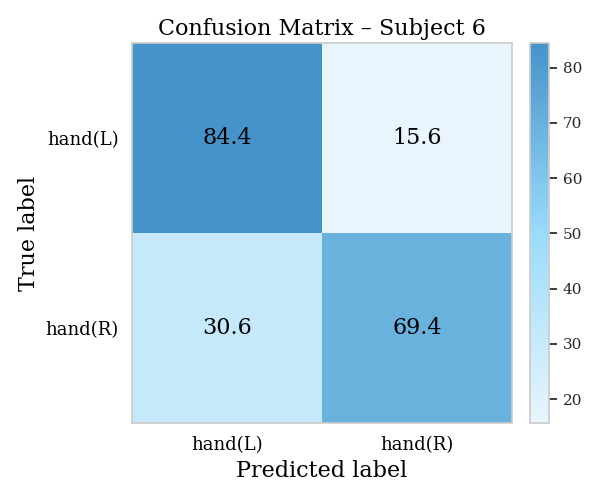 Confusion Matrix – Subject 6
True label
hand(L)
84.4
15.6
hand(R)
30.6
69.4
hand(L)
hand(R)
Predicted label
80
70
60
50
40
30
20